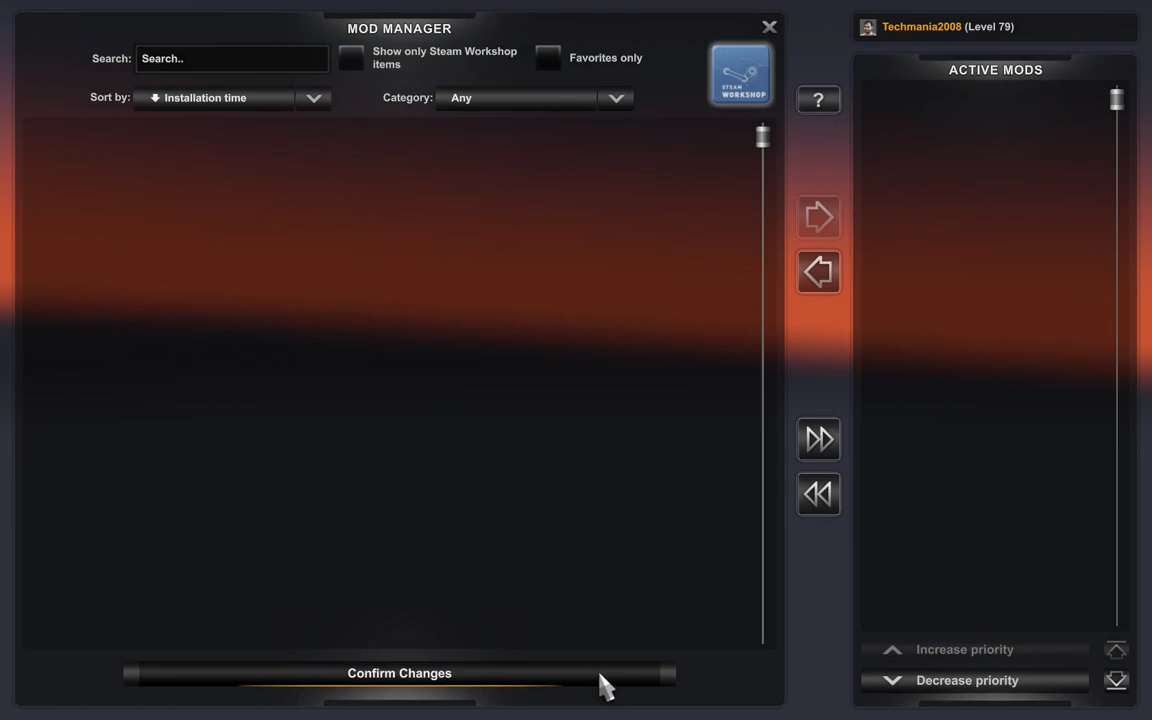 MOD MANAGER
Search:
Search..
Show only Steam Workshop
items
Favorites only
STEAM
WORKSHOP
Sort by:
Installation time
Category:
Any
?
Techmania2008 (Level 79)
ACTIVE MODS
Increase priority
Decrease priority
Confirm Changes